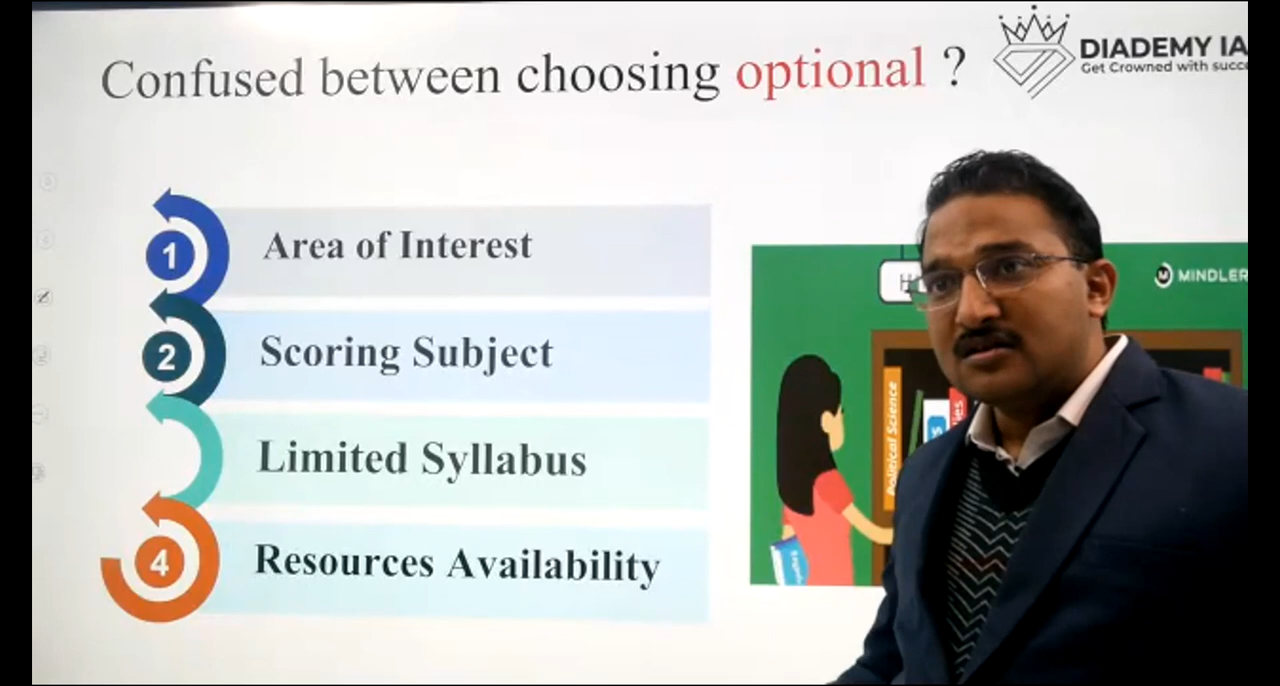 Confused between choosing optional ?
DIADEMY IA
Get Crowned with succe
1
Area of Interest
2
Scoring Subject
Limited Syllabus
4
Resources Availability
MINDLER
Political Science